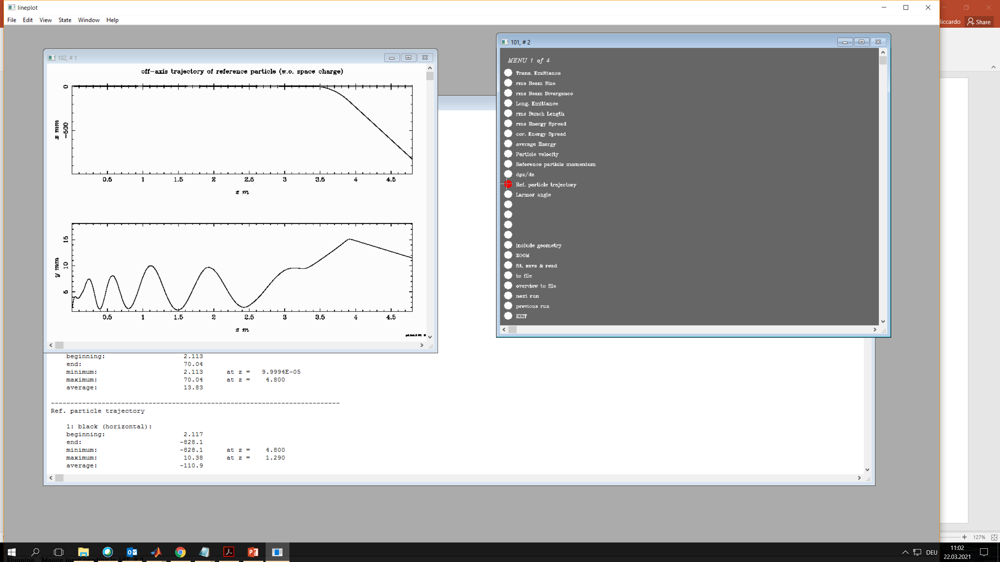 lineplot
File Edit View State Window Help
Riccardo Share
102, # 1
off-axis trajectory of reference particle (w.o. space charge)
0
-500
x mm
0.5 1 1.5 2 2.5 3 3.5 4 4.5
z m
15
10
5
y mm
0.5 1 1.5 2 2.5 3 3.5 4 4.5
z m
101, # 2
MENU 1 of 4
Trans. Emittance
rms Beam Size
rms Beam Divergence
Long. Emittance
rms Bunch Length
rms Energy Spread
cor. Energy Spread
average Energy
Particle velocity
Reference particle momentum
dpz/dz
Ref. particle trajectory
Larmor angle
include geometry
ZOOM
fit, save & read
to file
overview to file
next run
previous run
EXIT
beginning: 2.113
end: 70.04
minimum: 2.113 at z = 9.9994E-05
maximum: 70.04 at z = 4.800
average: 13.83
--------------------------------------------------------------------------
Ref. particle trajectory
1: black (horizontal):
beginning: 2.117
end: -828.1
minimum: -828.1 at z = 4.800
maximum: 10.38 at z = 1.290
average: -110.9
127%
DEU
11:02
22.03.2021
Running Mouse input pending in 101, # 2